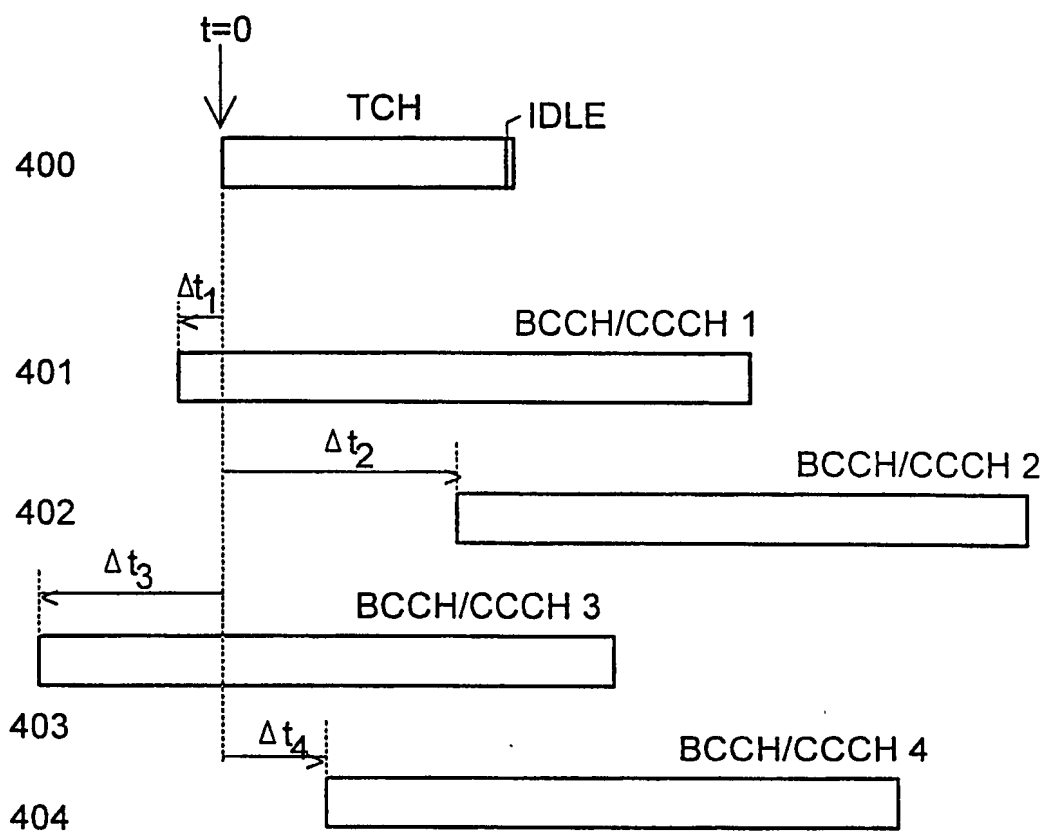 t=0
TCH
IDLE
400
Δt1
BCCH/CCCH 1
401
Δt2
BCCH/CCCH 2
402
Δt3
BCCH/CCCH 3
403
Δt4
BCCH/CCCH 4
404